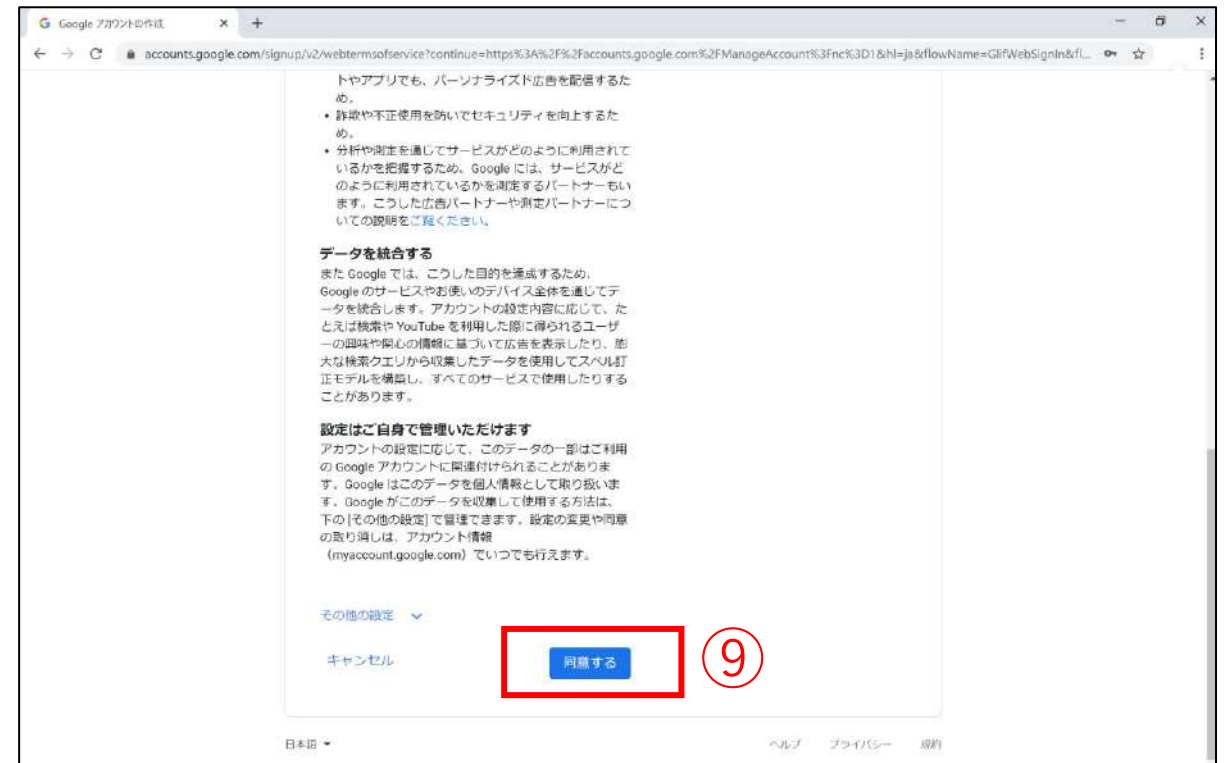 Google アカウントの作成
accounts.google.com/signup/v2/webtermsofservice?continue=https%3A%2F%2Faccounts.google.com%2FManageAccount%3Fnc%3D1&hl=ja&flowName=GlifWebSignIn&fl...
トやアプリでも、パーソナライズド広告を配信するた
め。
• 詐欺や不正使用を防いでセキュリティを向上するた
め。
• 分析や測定を通じてサービスがどのように利用されて
いるかを把握するため。Google には、サービスがど
のように利用されているかを測定するパートナーもい
ます。こうした広告パートナーや測定パートナーにつ
いての説明をご覧ください。
データを統合する
また Google では、こうした目的を達成するため、
Google のサービスやお使いのデバイス全体を通じてデ
ータを統合します。アカウントの設定内容に応じて、た
とえば検索や YouTube を利用した際に得られるユーザ
ーの興味や関心の情報に基づいて広告を表示したり、膨
大な検索クエリから収集したデータを使用してスペル訂
正モデルを構築し、すべてのサービスで使用したりする
ことがあります。
設定はご自身で管理いただけます
アカウントの設定に応じて、このデータの一部はご利用
の Google アカウントに関連付けられることがありま
す。Google はこのデータを個人情報として取り扱いま
す。Google がこのデータを収集して使用する方法は、
下の [その他の設定] で管理できます。設定の変更や同意
の取り消しは、アカウント情報
（myaccount.google.com）でいつでも行えます。
その他の設定
キャンセル
同意する
⑨
日本語
ヘルプ プライバシー 規約